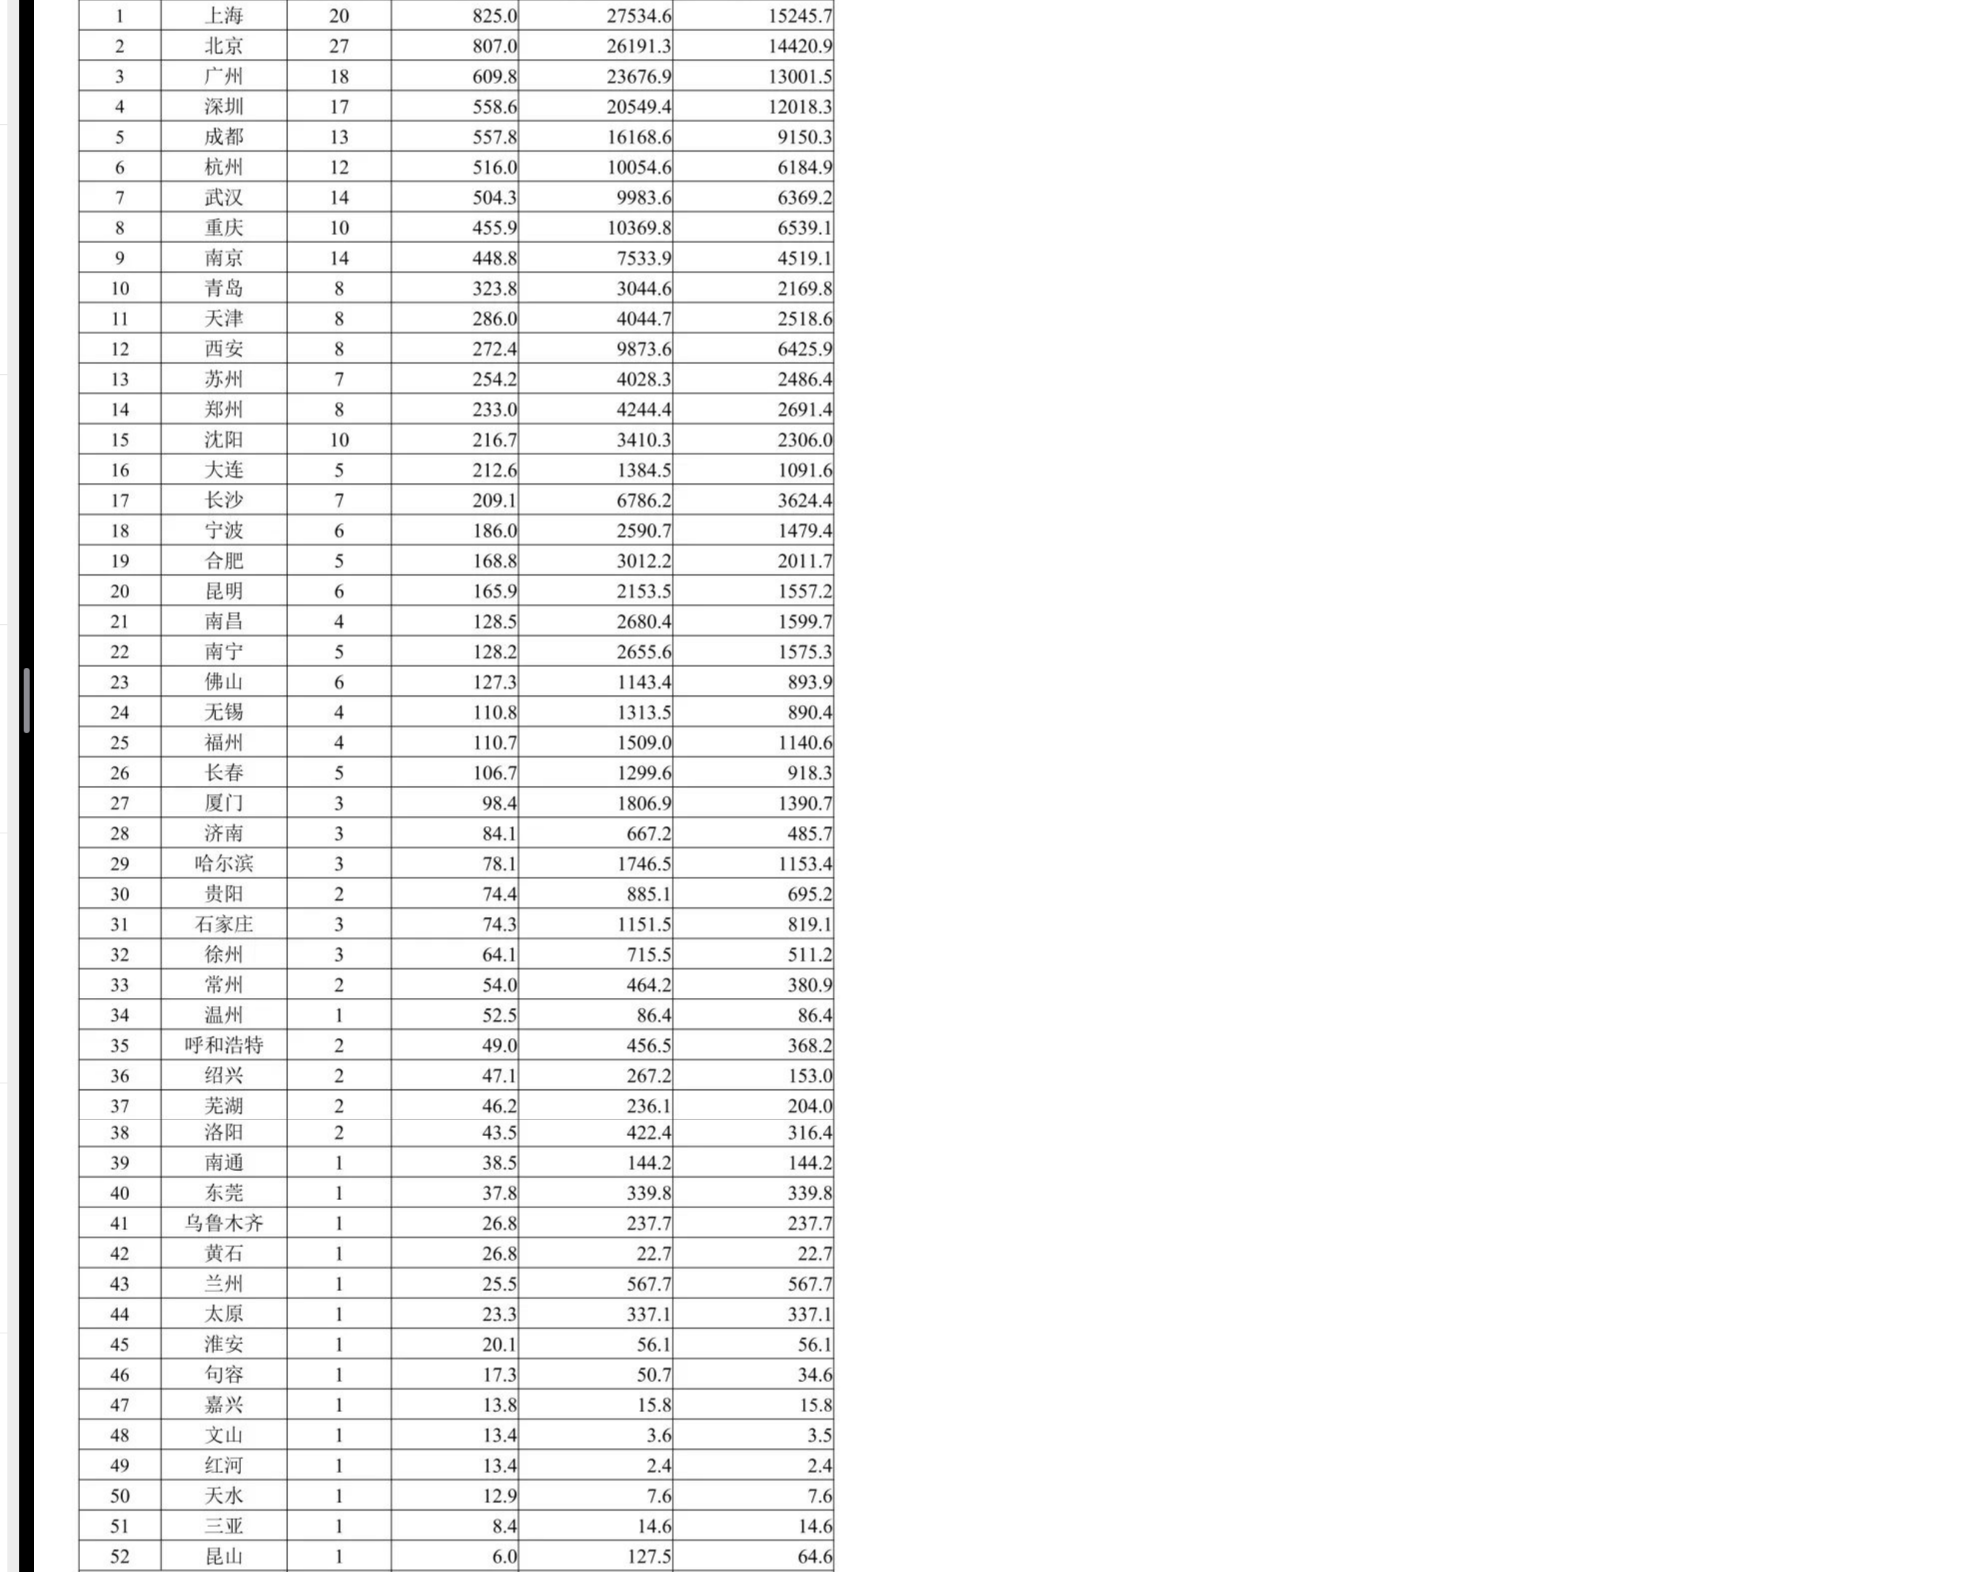 1 上海 20 825.0 27534.6 15245.7
2 北京 27 807.0 26191.3 14420.9
3 广州 18 609.8 23676.9 13001.5
4 深圳 17 558.6 20549.4 12018.3
5 成都 13 557.8 16168.6 9150.3
6 杭州 12 516.0 10054.6 6184.9
7 武汉 14 504.3 9983.6 6369.2
8 重庆 10 455.9 10369.8 6539.1
9 南京 14 448.8 7533.9 4519.1
10 青岛 8 323.8 3044.6 2169.8
11 天津 8 286.0 4044.7 2518.6
12 西安 8 272.4 9873.6 6425.9
13 苏州 7 254.2 4028.3 2486.4
14 郑州 8 233.0 4244.4 2691.4
15 沈阳 10 216.7 3410.3 2306.0
16 大连 5 212.6 1384.5 1091.6
17 长沙 7 209.1 6786.2 3624.4
18 宁波 6 186.0 2590.7 1479.4
19 合肥 5 168.8 3012.2 2011.7
20 昆明 6 165.9 2153.5 1557.2
21 南昌 4 128.5 2680.4 1599.7
22 南宁 5 128.2 2655.6 1575.3
23 佛山 6 127.3 1143.4 893.9
24 无锡 4 110.8 1313.5 890.4
25 福州 4 110.7 1509.0 1140.6
26 长春 5 106.7 1299.6 918.3
27 厦门 3 98.4 1806.9 1390.7
28 济南 3 84.1 667.2 485.7
29 哈尔滨 3 78.1 1746.5 1153.4
30 贵阳 2 74.4 885.1 695.2
31 石家庄 3 74.3 1151.5 819.1
32 徐州 3 64.1 715.5 511.2
33 常州 2 54.0 464.2 380.9
34 温州 1 52.5 86.4 86.4
35 呼和浩特 2 49.0 456.5 368.2
36 绍兴 2 47.1 267.2 153.0
37 芜湖 2 46.2 236.1 204.0
38 洛阳 2 43.5 422.4 316.4
39 南通 1 38.5 144.2 144.2
40 东莞 1 37.8 339.8 339.8
41 乌鲁木齐 1 26.8 237.7 237.7
42 黄石 1 26.8 22.7 22.7
43 兰州 1 25.5 567.7 567.7
44 太原 1 23.3 337.1 337.1
45 淮安 1 20.1 56.1 56.1
46 句容 1 17.3 50.7 34.6
47 嘉兴 1 13.8 15.8 15.8
48 文山 1 13.4 3.6 3.5
49 红河 1 13.4 2.4 2.4
50 天水 1 12.9 7.6 7.6
51 三亚 1 8.4 14.6 14.6
52 昆山 1 6.0 127.5 64.6